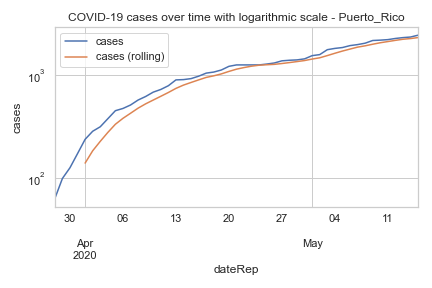 COVID-19 cases over time with logarithmic scale - Puerto_Rico
cases
cases (rolling)
10³
10²
cases
30 06 13 20 27 04 11
Apr May
2020
dateRep